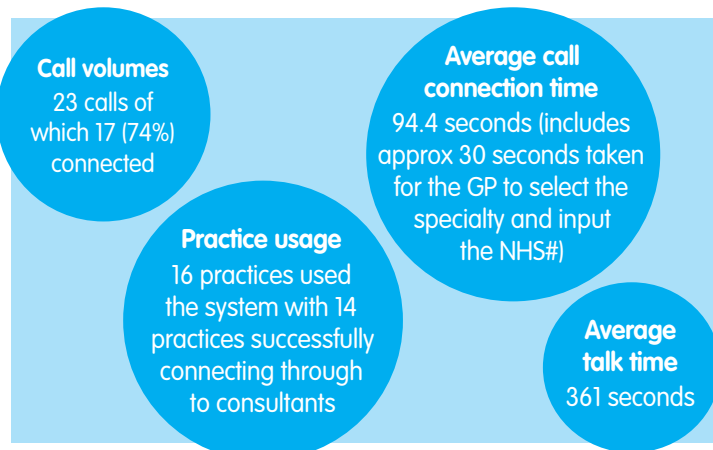 Call volumes
23 calls of
which 17 (74%)
connected
Average call
connection time
94.4 seconds (includes
approx 30 seconds taken
for the GP to select the
specialty and input
the NHS#)
Practice usage
16 practices used
the system with 14
practices successfully
connecting through
to consultants
Average
talk time
361 seconds